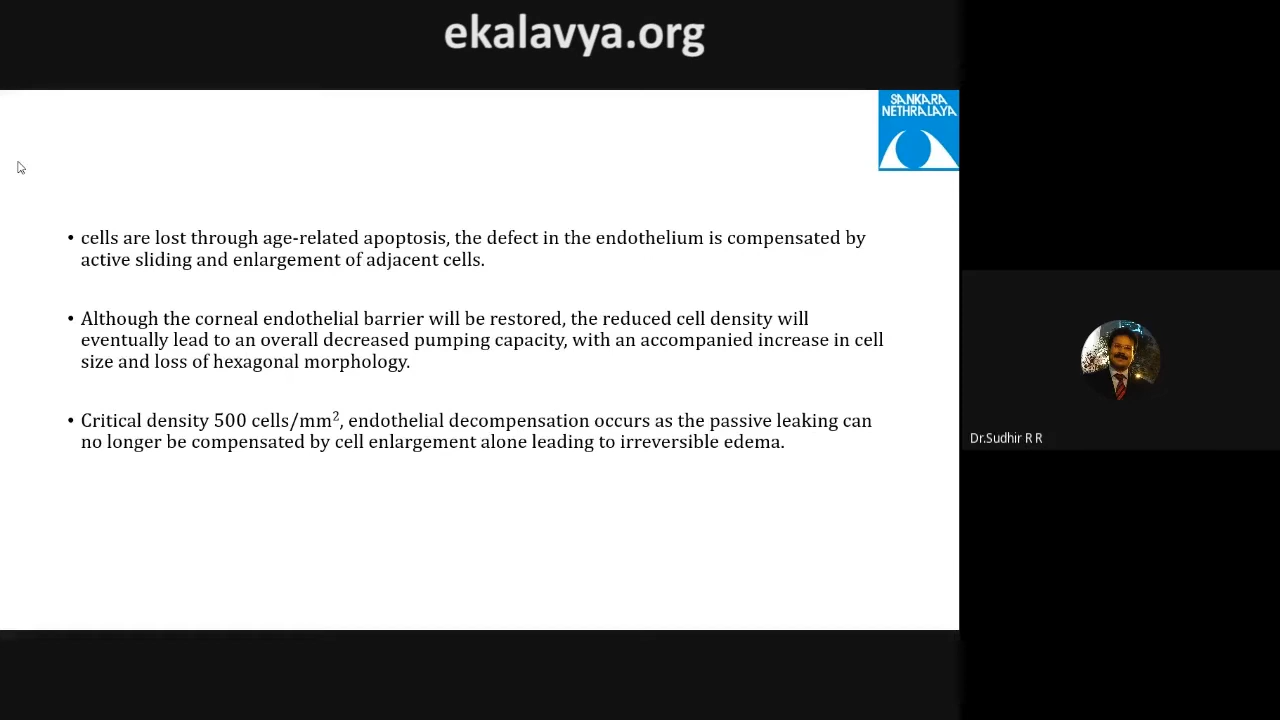 ekalavya.org
SANKARA
NETHRALAYA
• cells are lost through age-related apoptosis, the defect in the endothelium is compensated by
active sliding and enlargement of adjacent cells.
• Although the corneal endothelial barrier will be restored, the reduced cell density will
eventually lead to an overall decreased pumping capacity, with an accompanied increase in cell
size and loss of hexagonal morphology.
• Critical density 500 cells/mm², endothelial decompensation occurs as the passive leaking can
no longer be compensated by cell enlargement alone leading to irreversible edema.
Dr.Sudhir R R